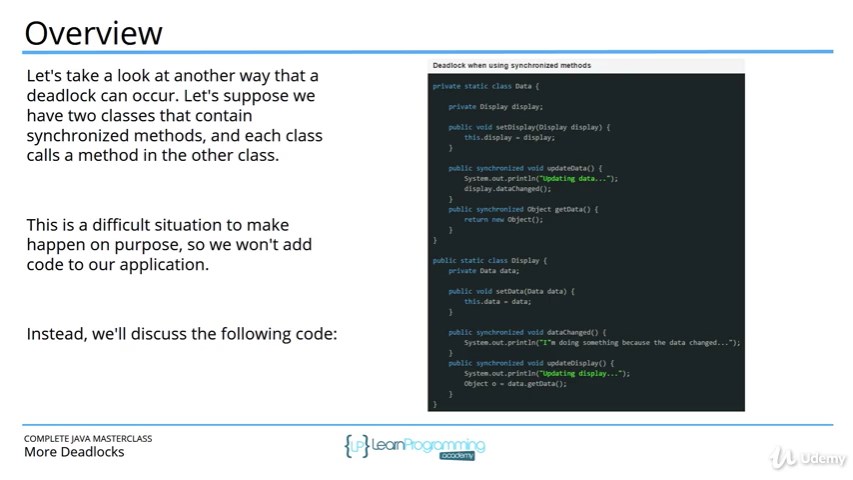 Overview
Let's take a look at another way that a
deadlock can occur. Let's suppose we
have two classes that contain
synchronized methods, and each class
calls a method in the other class.
This is a difficult situation to make
happen on purpose, so we won't add
code to our application.
Instead, we'll discuss the following code:
Deadlock when using synchronized methods
private static class Data {
private Display display;
public void setDisplay(Display display) {
this.display = display;
}
public synchronized void updateData() {
System.out.println("Updating data...");
display.dataChanged();
}
public synchronized Object getData() {
return new Object();
}
}
public static class Display {
private Data data;
public void setData(Data data) {
this.data = data;
}
public synchronized void dataChanged() {
System.out.println("I"m doing something because the data changed...");
}
public synchronized void updateDisplay() {
System.out.println("Updating display...");
Object o = data.getData();
}
}
COMPLETE JAVA MASTERCLASS
More Deadlocks
{LP} LearnProgramming
academy
Udemy